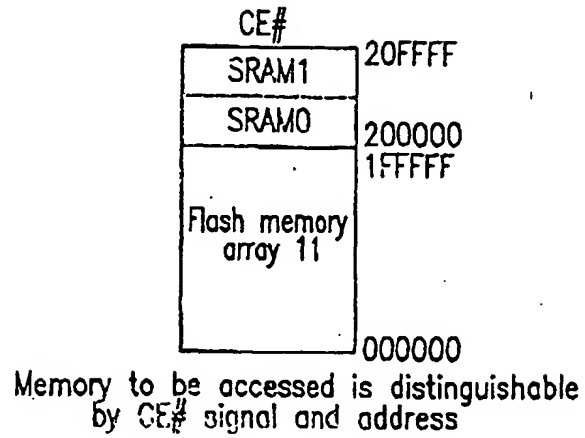 CE#
20FFFF
SRAM1
SRAM0
200000
1FFFFF
Flash memory
array 11
000000
Memory to be accessed is distinguishable
by CE# signal and address